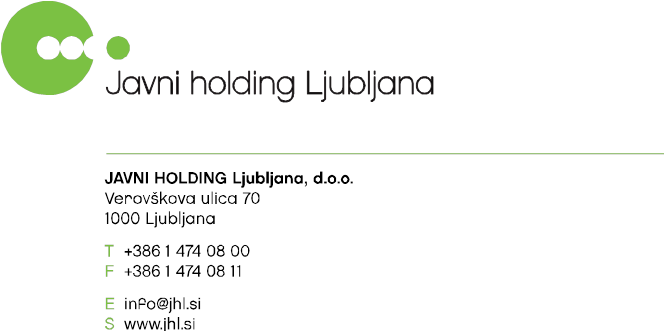 Javni holding Ljubljana
JAVNI HOLDING Ljubljana, d.o.o.
Verovškova ulica 70
1000 Ljubljana
T +386 1 474 08 00
F +386 1 474 08 11
E info@jhl.si
S www.jhl.si